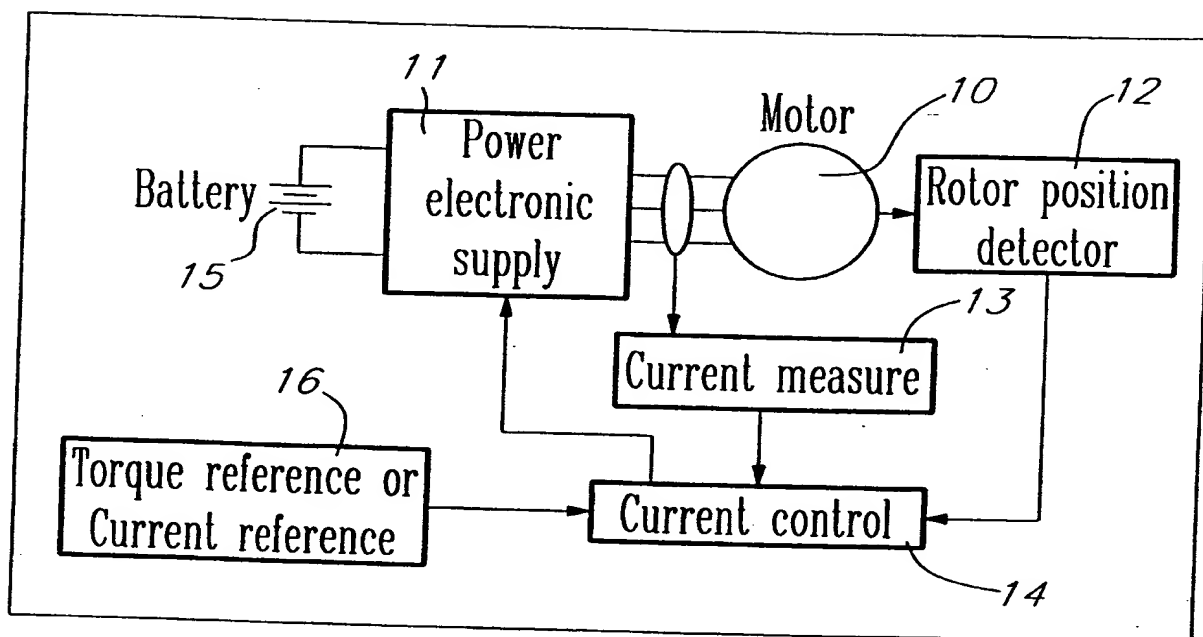 11
Power
electronic
supply
Battery
15
Motor
10
12
Rotor position
detector
13
Current measure
16
Torque reference or
Current reference
Current control
14